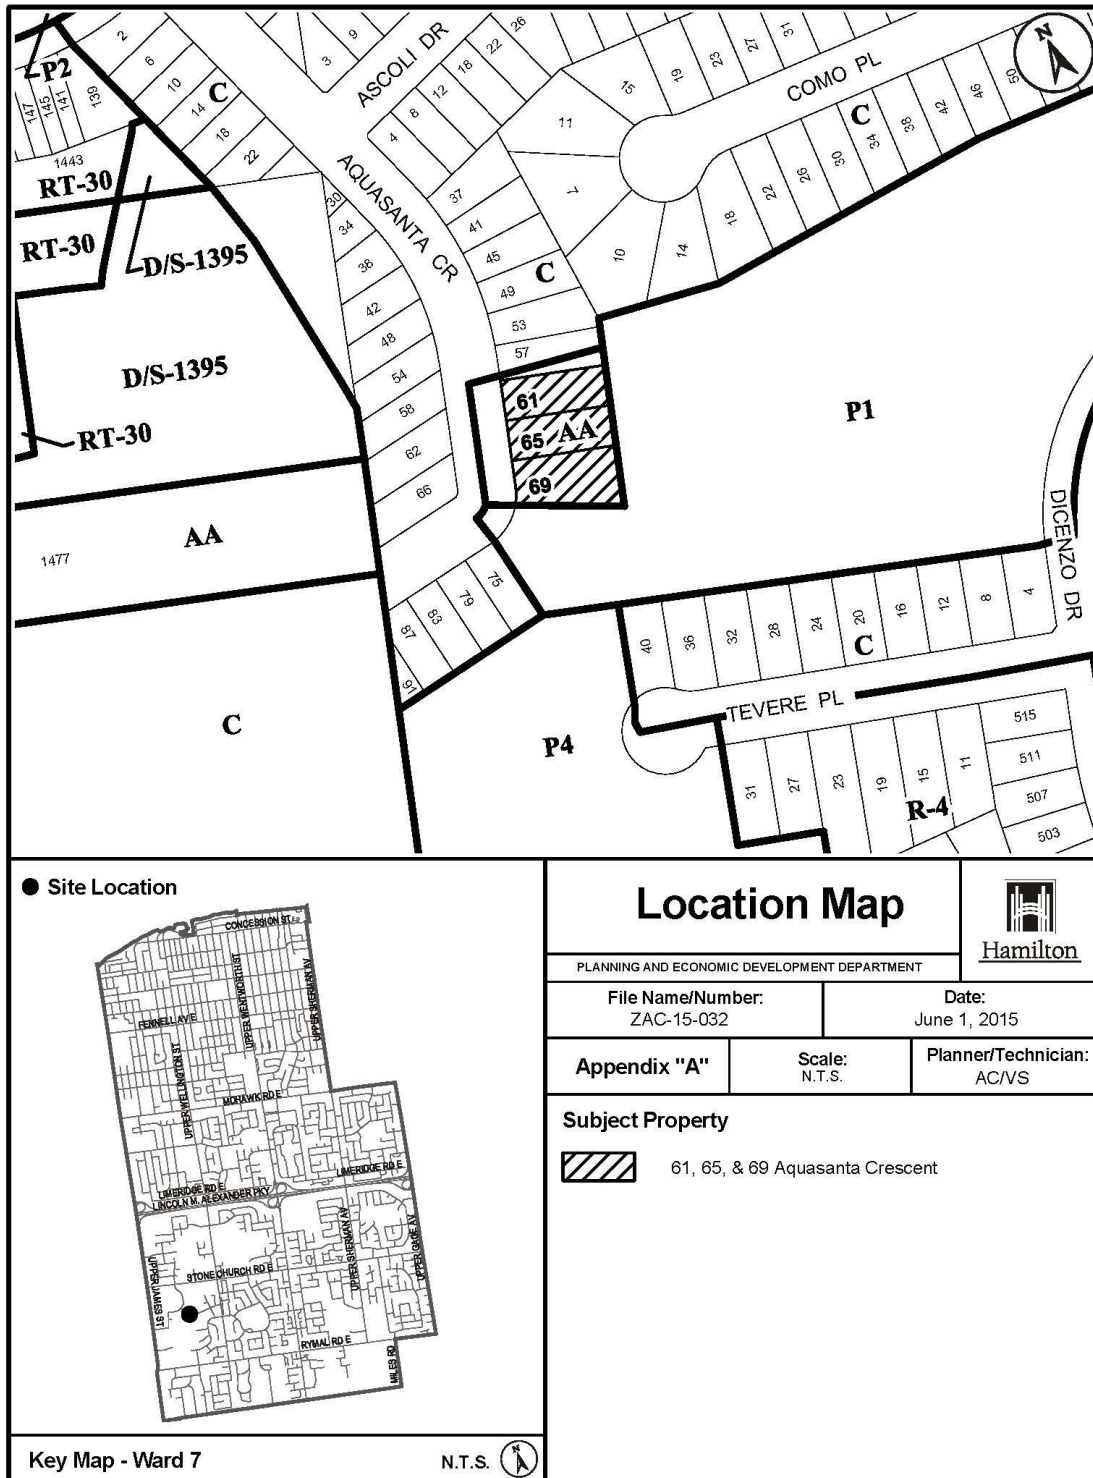 2
6
10
14
18
22
C
3
9
ASCOLI DR
4
8
12
18
22
26
11
15
19
23
27
31
COMO PL
N
P2
147
145
141
139
1443
RT-30
RT-30
D/S-1395
D/S-1395
RT-30
AQUASANTA CR
30
34
38
42
48
54
58
62
66
37
41
45
49
53
57
C
7
10
14
18
22
26
30
34
38
42
46
50
C
61
65 AA
69
P1
AA
1477
75
79
83
87
91
C
P4
DICENZO DR
40
36
32
28
24
20
16
12
8
4
C
TEVERE PL
31
27
23
19
15
11
R-4
515
511
507
503
Site Location
CONCESSION ST
UPPER WENTWORTH ST
UPPER SHERMAN AV
FENNELL AV E
UPPER WELLINGTON ST
MOHAWK RD E
LIMERIDGE RD E
LIMERIDGE RD E
LINCOLN M. ALEXANDER PKY
UPPER JAMES ST
UPPER SHERMAN AV
UPPER GAGE AV
STONE CHURCH RD E
RYMAL RD E
MILES RD
Key Map - Ward 7
N.T.S.
N
Location Map
Hamilton
PLANNING AND ECONOMIC DEVELOPMENT DEPARTMENT
File Name/Number:
ZAC-15-032
Date:
June 1, 2015
Appendix "A"
Scale:
N.T.S.
Planner/Technician:
AC/VS
Subject Property
61, 65, & 69 Aquasanta Crescent